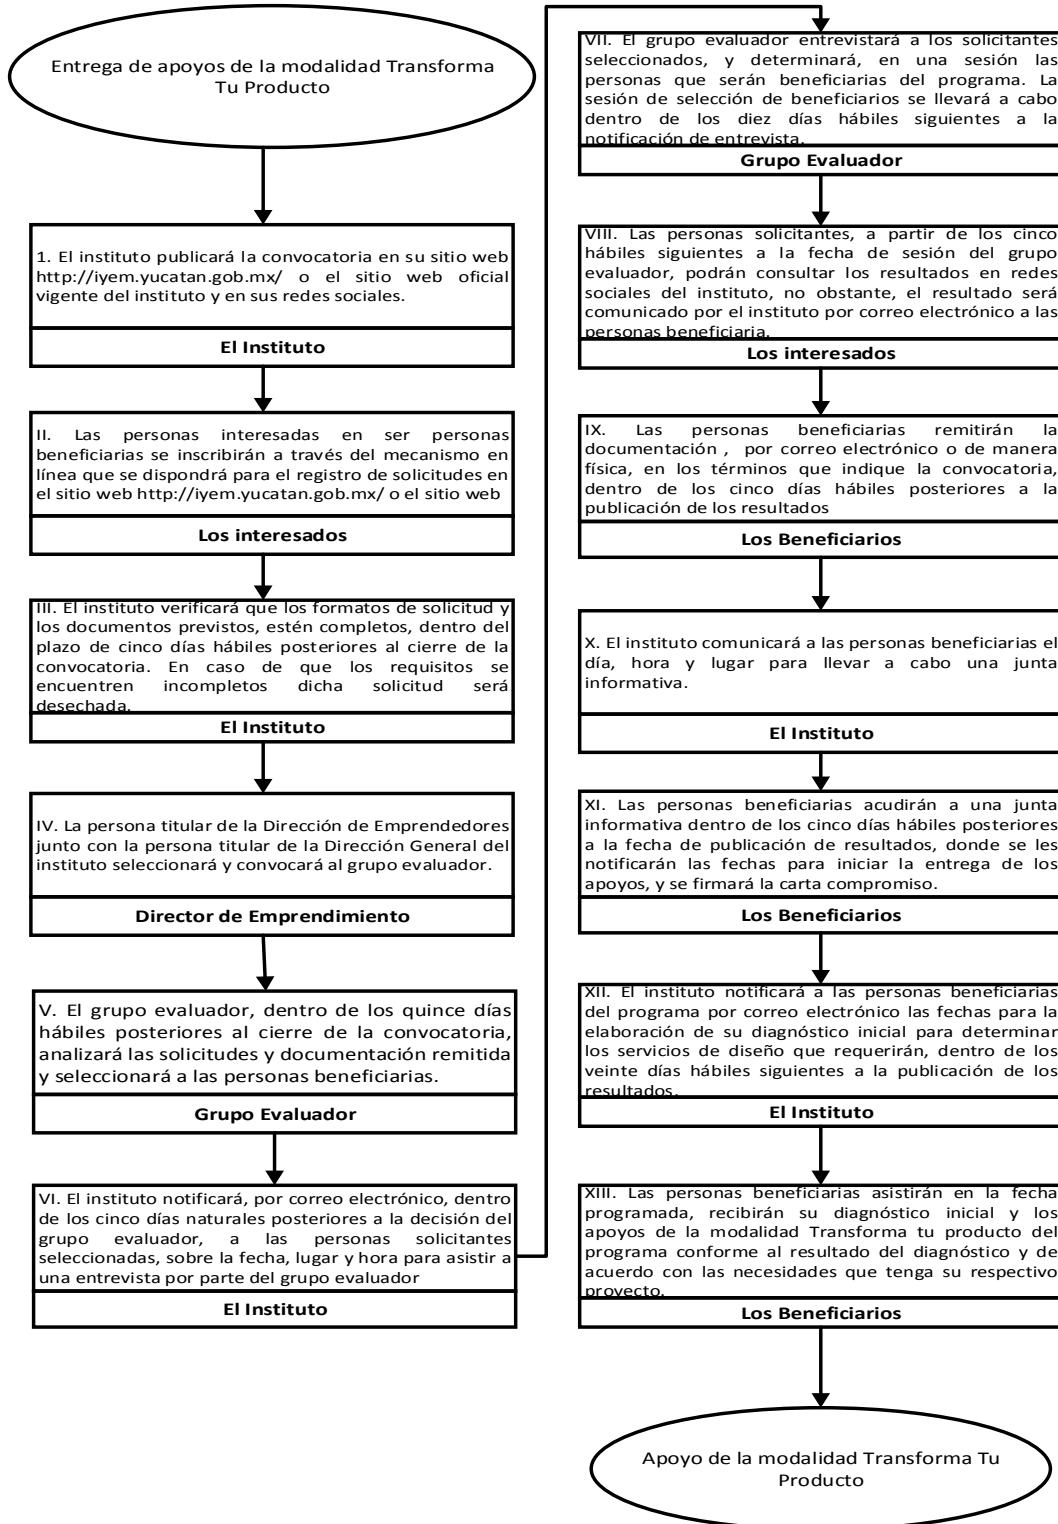 Entrega de apoyos de la modalidad Transforma
Tu Producto
1. El instituto publicará la convocatoria en su sitio web
http://iyem.yucatan.gob.mx/ o el sitio web oficial
vigente del instituto y en sus redes sociales.
El Instituto
II. Las personas interesadas en ser personas
beneficiarias se inscribirán a través del mecanismo en
línea que se dispondrá para el registro de solicitudes en
el sitio web http://iyem.yucatan.gob.mx/ o el sitio web
Los interesados
III. El instituto verificará que los formatos de solicitud y
los documentos previstos, estén completos, dentro del
plazo de cinco días hábiles posteriores al cierre de la
convocatoria. En caso de que los requisitos se
encuentren incompletos dicha solicitud será
desechada.
El Instituto
IV. La persona titular de la Dirección de Emprendedores
junto con la persona titular de la Dirección General del
instituto seleccionará y convocará al grupo evaluador.
Director de Emprendimiento
V. El grupo evaluador, dentro de los quince días
hábiles posteriores al cierre de la convocatoria,
analizará las solicitudes y documentación remitida
y seleccionará a las personas beneficiarias.
Grupo Evaluador
VI. El instituto notificará, por correo electrónico, dentro
de los cinco días naturales posteriores a la decisión del
grupo evaluador, a las personas solicitantes
seleccionadas, sobre la fecha, lugar y hora para asistir a
una entrevista por parte del grupo evaluador
El Instituto
VII. El grupo evaluador entrevistará a los solicitantes
seleccionados, y determinará, en una sesión las
personas que serán beneficiarias del programa. La
sesión de selección de beneficiarios se llevará a cabo
dentro de los diez días hábiles siguientes a la
notificación de entrevista.
Grupo Evaluador
VIII. Las personas solicitantes, a partir de los cinco
hábiles siguientes a la fecha de sesión del grupo
evaluador, podrán consultar los resultados en redes
sociales del instituto, no obstante, el resultado será
comunicado por el instituto por correo electrónico a las
personas beneficiaria.
Los interesados
IX. Las personas beneficiarias remitirán la
documentación , por correo electrónico o de manera
física, en los términos que indique la convocatoria,
dentro de los cinco días hábiles posteriores a la
publicación de los resultados
Los Beneficiarios
X. El instituto comunicará a las personas beneficiarias el
día, hora y lugar para llevar a cabo una junta
informativa.
El Instituto
XI. Las personas beneficiarias acudirán a una junta
informativa dentro de los cinco días hábiles posteriores
a la fecha de publicación de resultados, donde se les
notificarán las fechas para iniciar la entrega de los
apoyos, y se firmará la carta compromiso.
Los Beneficiarios
XII. El instituto notificará a las personas beneficiarias
del programa por correo electrónico las fechas para la
elaboración de su diagnóstico inicial para determinar
los servicios de diseño que requerirán, dentro de los
veinte días hábiles siguientes a la publicación de los
resultados.
El Instituto
XIII. Las personas beneficiarias asistirán en la fecha
programada, recibirán su diagnóstico inicial y los
apoyos de la modalidad Transforma tu producto del
programa conforme al resultado del diagnóstico y de
acuerdo con las necesidades que tenga su respectivo
proyecto.
Los Beneficiarios
Apoyo de la modalidad Transforma Tu
Producto